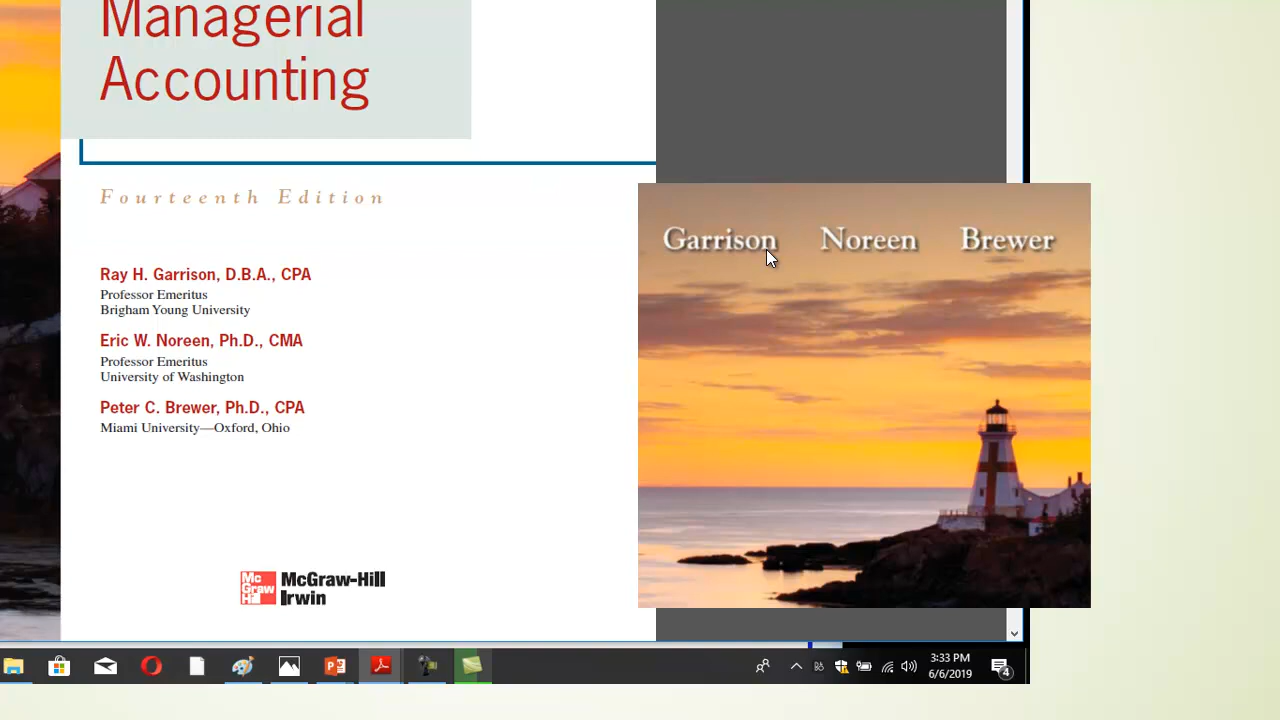 Managerial
Accounting
Fourteenth Edition
Ray H. Garrison, D.B.A., CPA
Professor Emeritus
Brigham Young University
Eric W. Noreen, Ph.D., CMA
Professor Emeritus
University of Washington
Peter C. Brewer, Ph.D., CPA
Miami University—Oxford, Ohio
Mc
Graw
Hill
McGraw-Hill
Irwin
Garrison Noreen Brewer
3:33 PM
6/6/2019
4